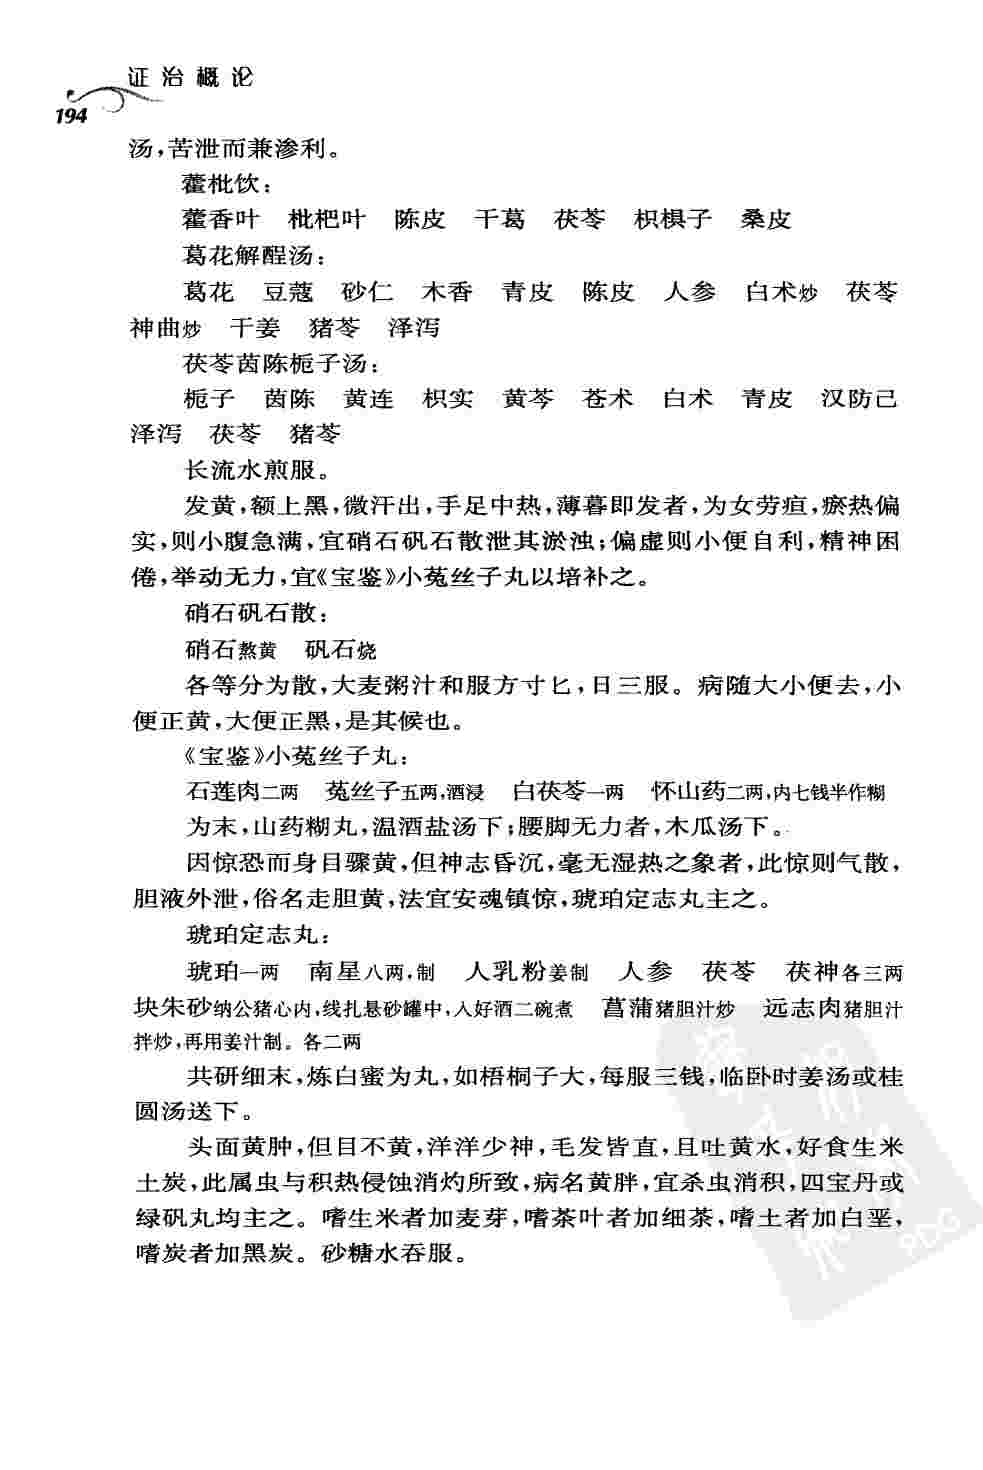 证治概论
194
汤,苦泄而兼渗利。
藿枇饮:
藿香叶　枇杷叶　陈皮　干葛　茯苓　枳椇子　桑皮
葛花解酲汤:
葛花　豆蔻　砂仁　木香　青皮　陈皮　人参　白术炒　茯苓
神曲炒　干姜　猪苓　泽泻
茯苓茵陈栀子汤:
栀子　茵陈　黄连　枳实　黄芩　苍术　白术　青皮　汉防己
泽泻　茯苓　猪苓
长流水煎服。
发黄,额上黑,微汗出,手足中热,薄暮即发者,为女劳疸,瘀热偏
实,则小腹急满,宜硝石矾石散泄其淤浊;偏虚则小便自利,精神困
倦,举动无力,宜《宝鉴》小菟丝子丸以培补之。
硝石矾石散:
硝石熬黄　矾石烧
各等分为散,大麦粥汁和服方寸匕,日三服。病随大小便去,小
便正黄,大便正黑,是其候也。
《宝鉴》小菟丝子丸:
石莲肉二两　菟丝子五两,酒浸　白茯苓一两　怀山药二两,内七钱半作糊
为末,山药糊丸,温酒盐汤下;腰脚无力者,木瓜汤下。
因惊恐而身目骤黄,但神志昏沉,毫无湿热之象者,此惊则气散,
胆液外泄,俗名走胆黄,法宜安魂镇惊,琥珀定志丸主之。
琥珀定志丸:
琥珀一两　南星八两,制　人乳粉姜制　人参　茯苓　茯神各三两
块朱砂纳公猪心内,线扎悬砂罐中,入好酒二碗煮　菖蒲猪胆汁炒　远志肉猪胆汁
拌炒,再用姜汁制。各二两
共研细末,炼白蜜为丸,如梧桐子大,每服三钱,临卧时姜汤或桂
圆汤送下。
头面黄肿,但目不黄,洋洋少神,毛发皆直,且吐黄水,好食生米
土炭,此属虫与积热侵蚀消灼所致,病名黄胖,宜杀虫消积,四宝丹或
绿矾丸均主之。嗜生米者加麦芽,嗜茶叶者加细茶,嗜土者加白垩,
嗜炭者加黑炭。砂糖水吞服。
PDG